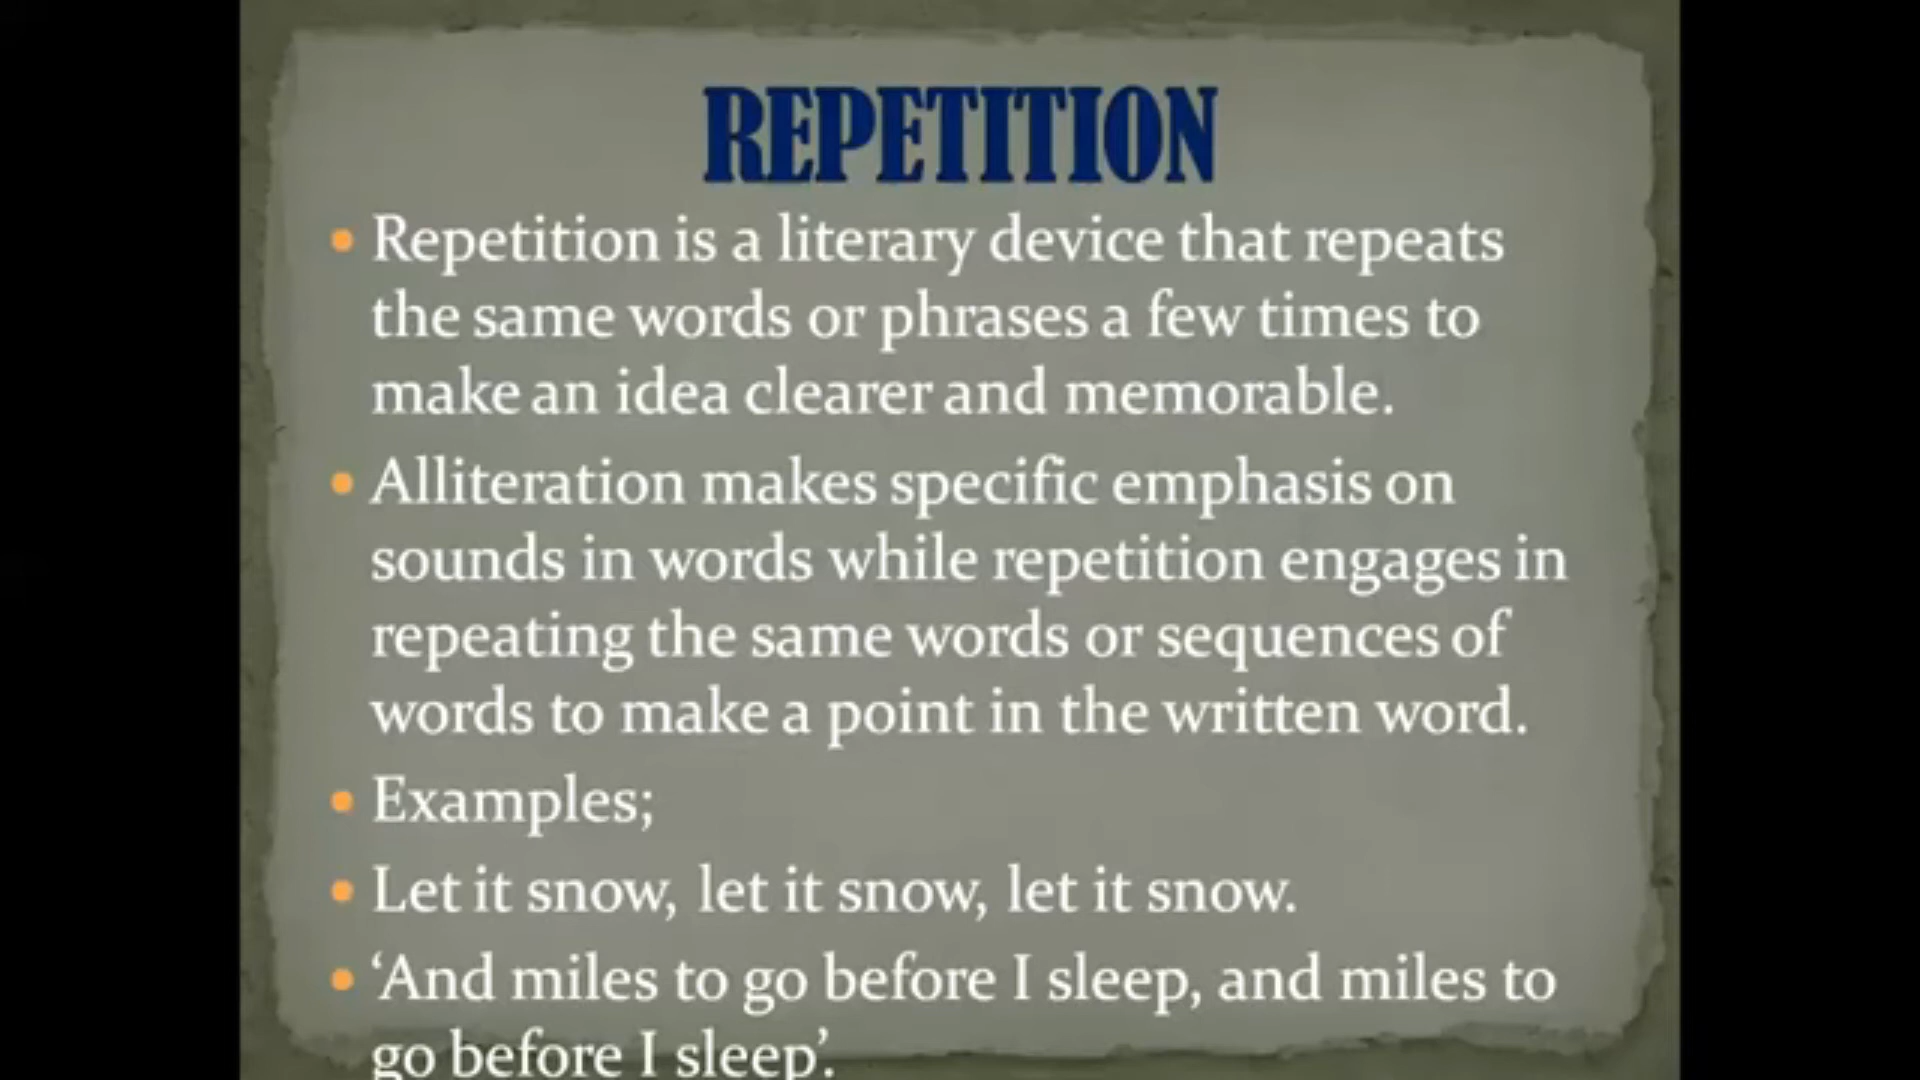 REPETITION
• Repetition is a literary device that repeats
the same words or phrases a few times to
make an idea clearer and memorable.
• Alliteration makes specific emphasis on
sounds in words while repetition engages in
repeating the same words or sequences of
words to make a point in the written word.
• Examples;
• Let it snow, let it snow, let it snow.
• ‘And miles to go before I sleep, and miles to
go before I sleep’.